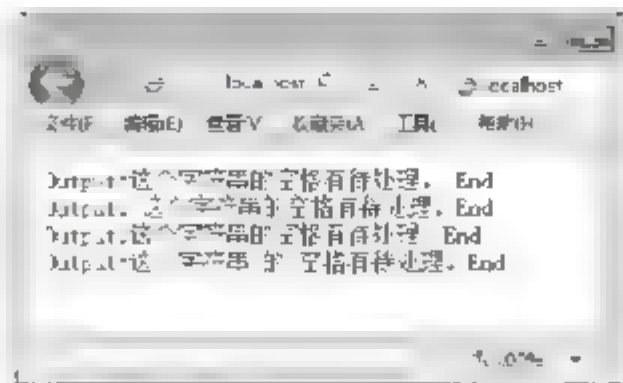 localhost localhost
文件(F 编辑(E) 查看(V 收藏夹(A 工具( 帮助(H
Output:这个字符串的 空格有待处理。 End
Output: 这个字符串的 空格有待处理。End
Output:这个字符串的 空格有待处理 End
Output:这 字符串 的 空格有待处理。End